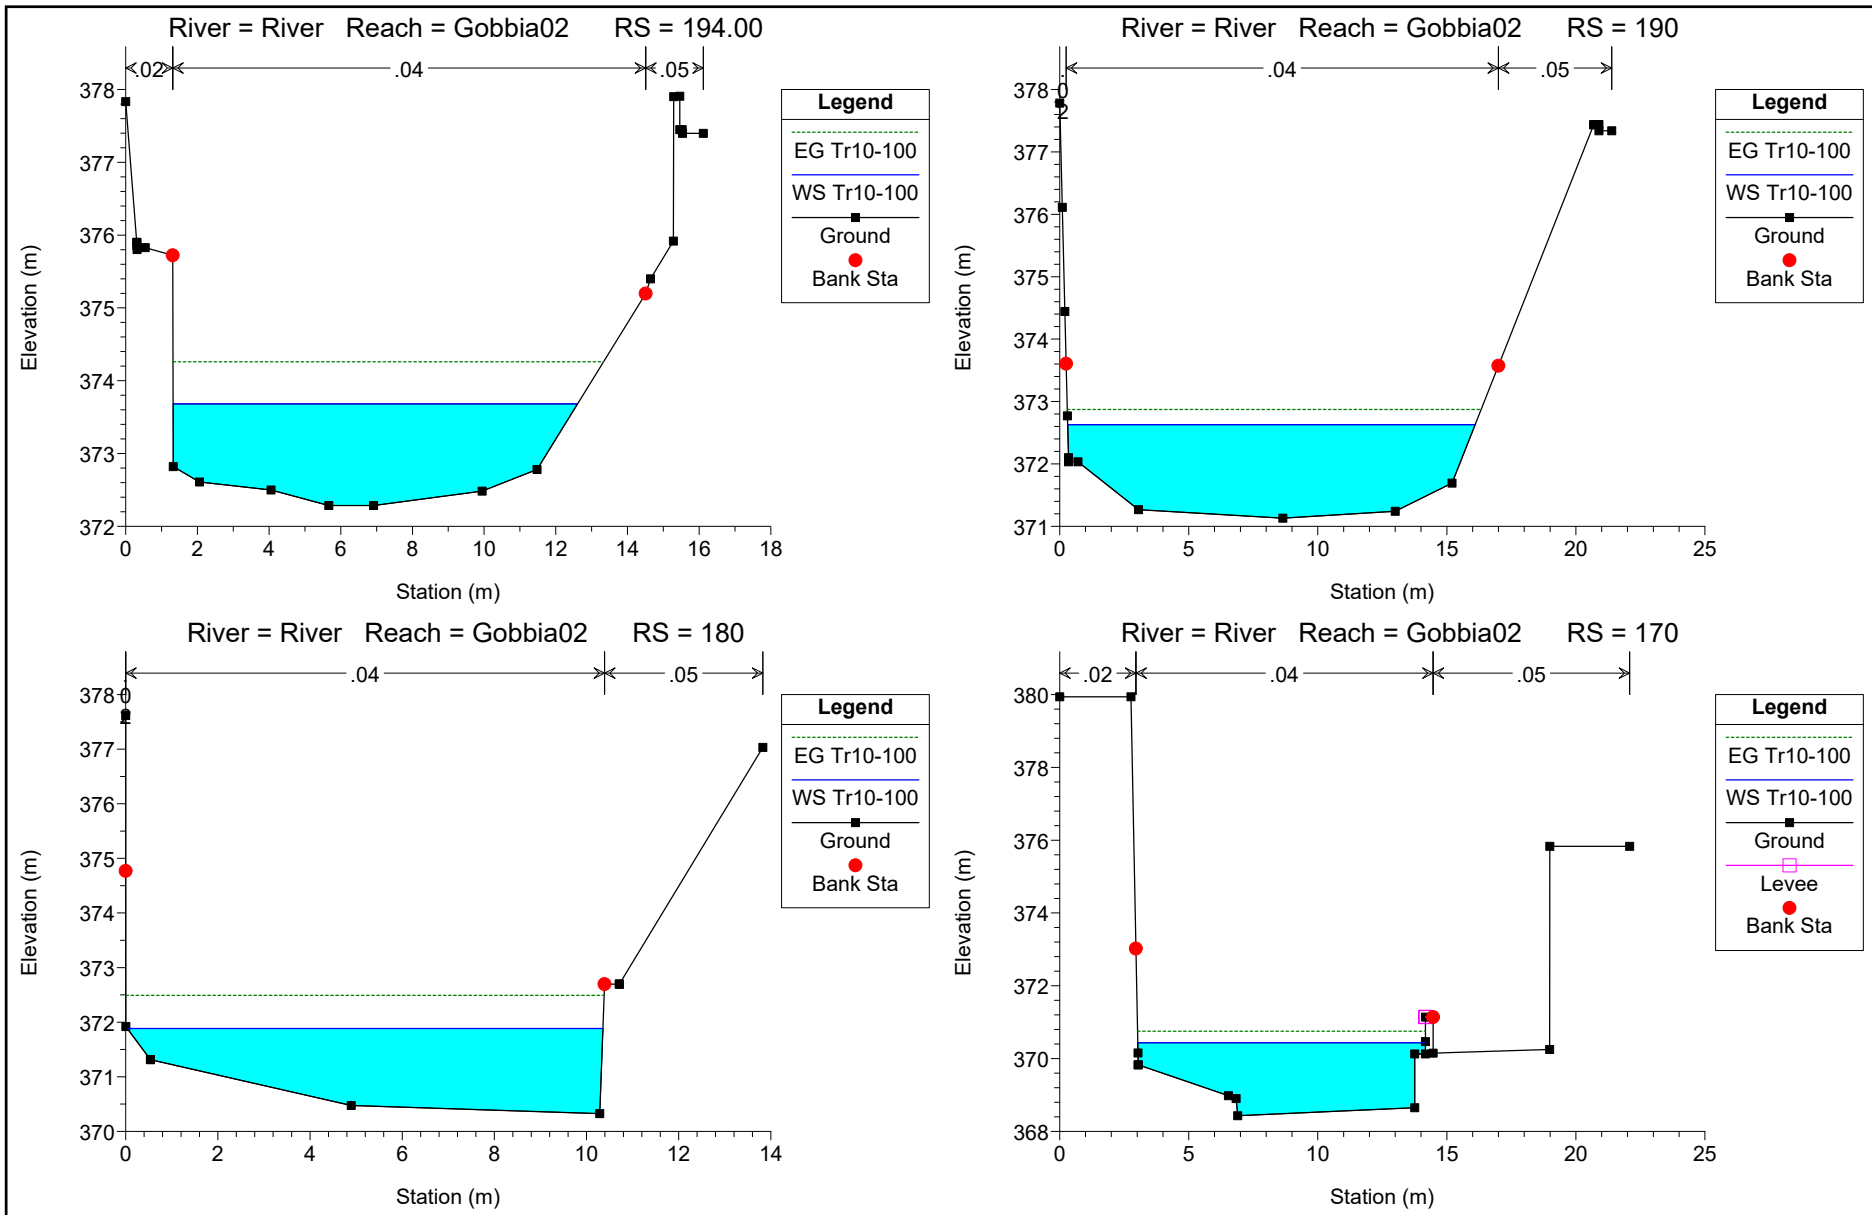 River = River Reach = Gobbia02 RS = 194.00
.02 .04 .05
378
377
376
375
374
373
372
Elevation (m)
0 2 4 6 8 10 12 14 16 18
Station (m)
Legend
EG Tr10-100
WS Tr10-100
Ground
Bank Sta
River = River Reach = Gobbia02 RS = 190
.02 .04 .05
378
377
376
375
374
373
372
371
Elevation (m)
0 5 10 15 20 25
Station (m)
Legend
EG Tr10-100
WS Tr10-100
Ground
Bank Sta
River = River Reach = Gobbia02 RS = 180
.04 .05
378
377
376
375
374
373
372
371
370
Elevation (m)
0 2 4 6 8 10 12 14
Station (m)
Legend
EG Tr10-100
WS Tr10-100
Ground
Bank Sta
River = River Reach = Gobbia02 RS = 170
.02 .04 .05
380
378
376
374
372
370
368
Elevation (m)
0 5 10 15 20 25
Station (m)
Legend
EG Tr10-100
WS Tr10-100
Ground
Levee
Bank Sta